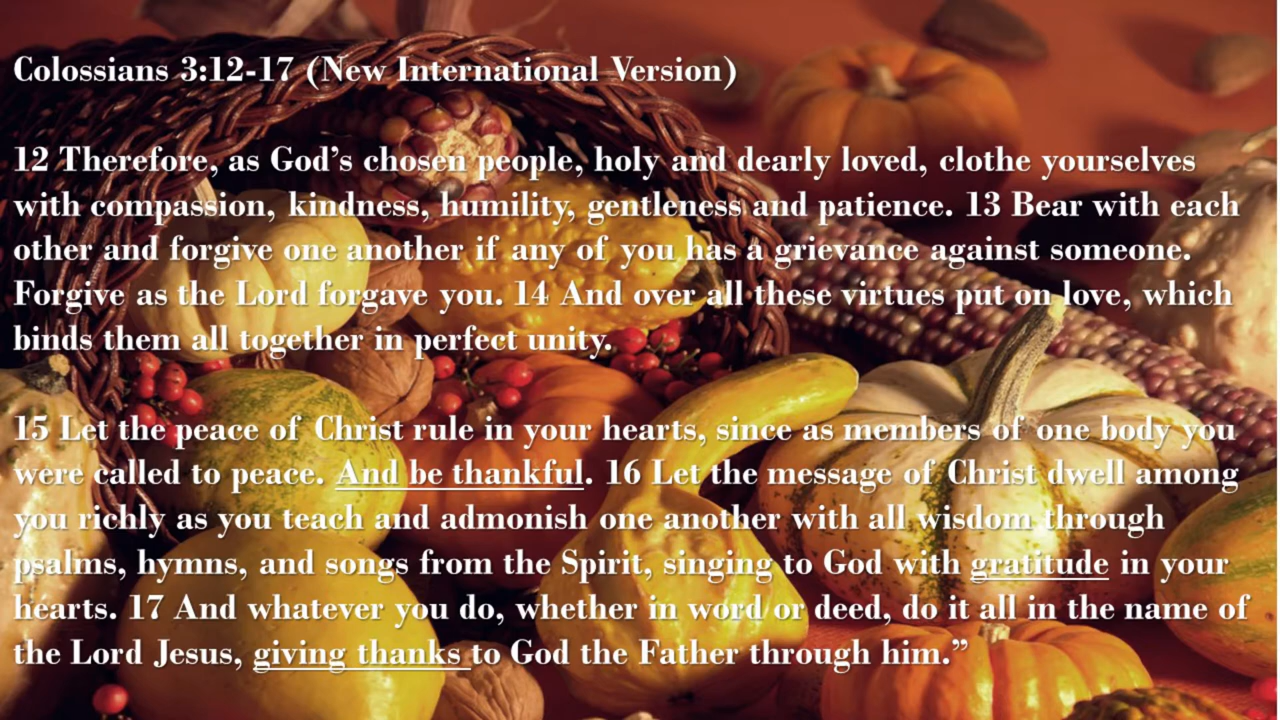 Colossians 3:12-17 (New International Version)
12 Therefore, as God’s chosen people, holy and dearly loved, clothe yourselves
with compassion, kindness, humility, gentleness and patience. 13 Bear with each
other and forgive one another if any of you has a grievance against someone.
Forgive as the Lord forgave you. 14 And over all these virtues put on love, which
binds them all together in perfect unity.
15 Let the peace of Christ rule in your hearts, since as members of one body you
were called to peace. And be thankful. 16 Let the message of Christ dwell among
you richly as you teach and admonish one another with all wisdom through
psalms, hymns, and songs from the Spirit, singing to God with gratitude in your
hearts. 17 And whatever you do, whether in word or deed, do it all in the name of
the Lord Jesus, giving thanks to God the Father through him.”